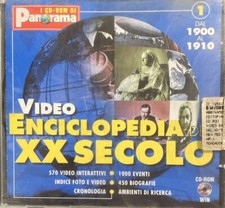 I CD-ROM DI
Panorama
1
DAL
1900
AL
1910
VIDEO
ENCICLOPEDIA
XX SECOLO
570 VIDEO INTERATTIVI • 1000 EVENTI
INDICE FOTO E VIDEO • 450 BIOGRAFIE
CRONOLOGIA • AMBIENTI DI RICERCA
CD-ROM
WIN